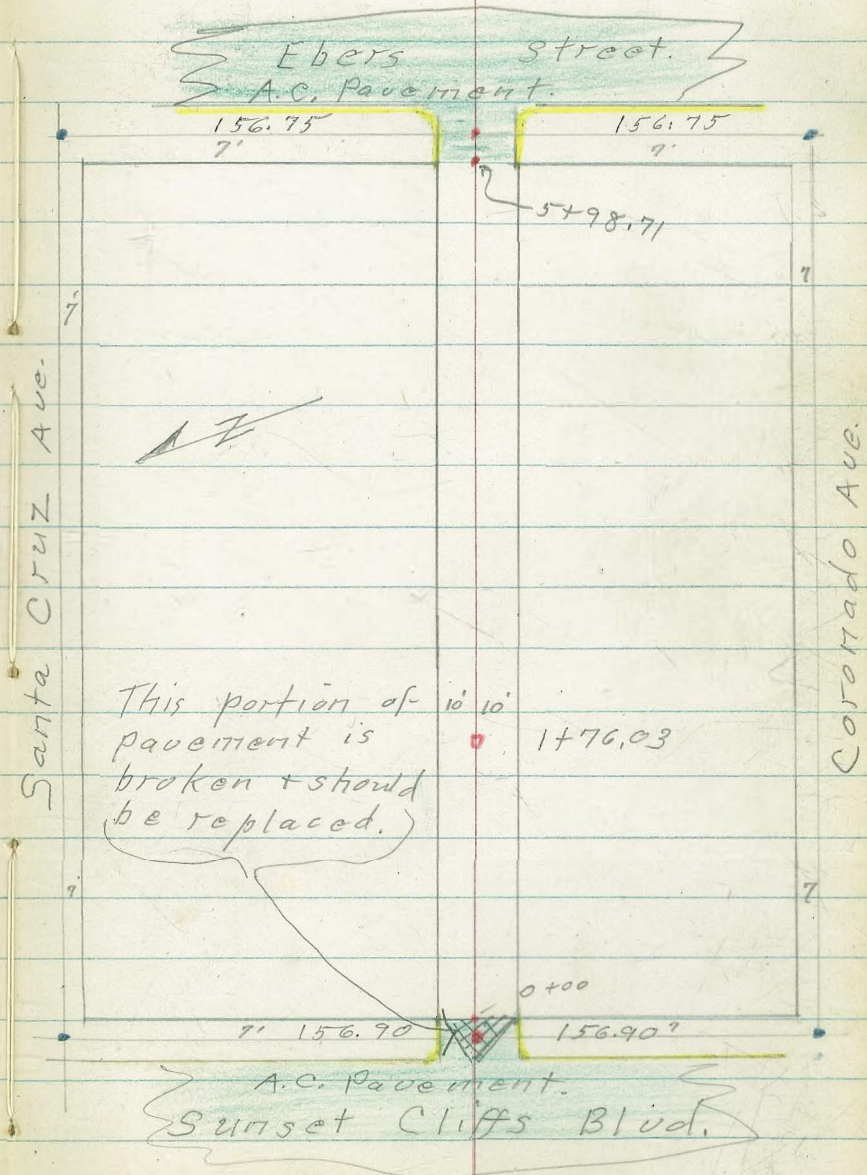 Ebers Street.
A.C. Pavement.
156.75 156.75
7' 7'
5+98.71
7' 7
Santa Cruz Ave.
Coronado Ave.
N
This portion of
pavement is
broken + should
be replaced.
10' 10'
1+76.03
7' 7
0+00
7' 156.90 156.90 7
A.C. Pavement.
Sunset Cliffs Blvd.